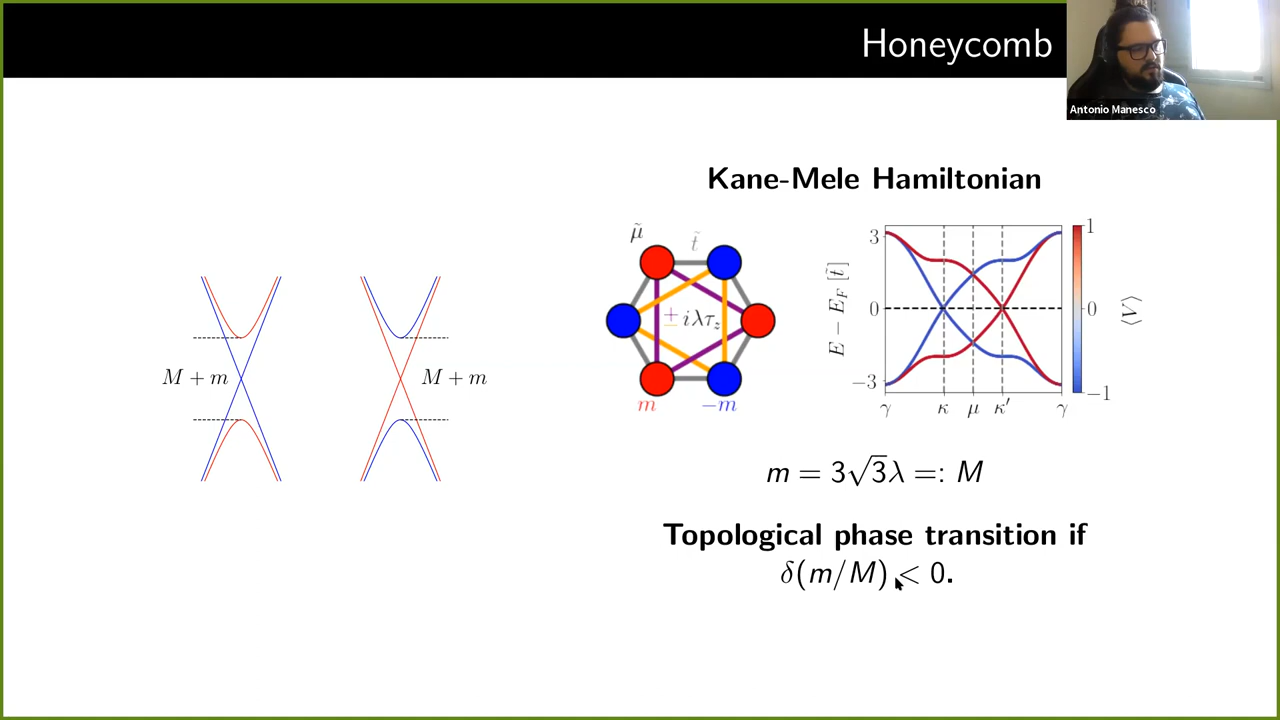 Honeycomb
Antonio Manesco
Kane-Mele Hamiltonian
M + m
M + m
μ̃
t̃
± iλτ_z
m
−m
E − E_F [t̃]
3
0
−3
γ κ μ κ′ γ
1
0
−1
⟨V⟩
m = 3√3λ =: M
Topological phase transition if
δ(m/M) < 0.